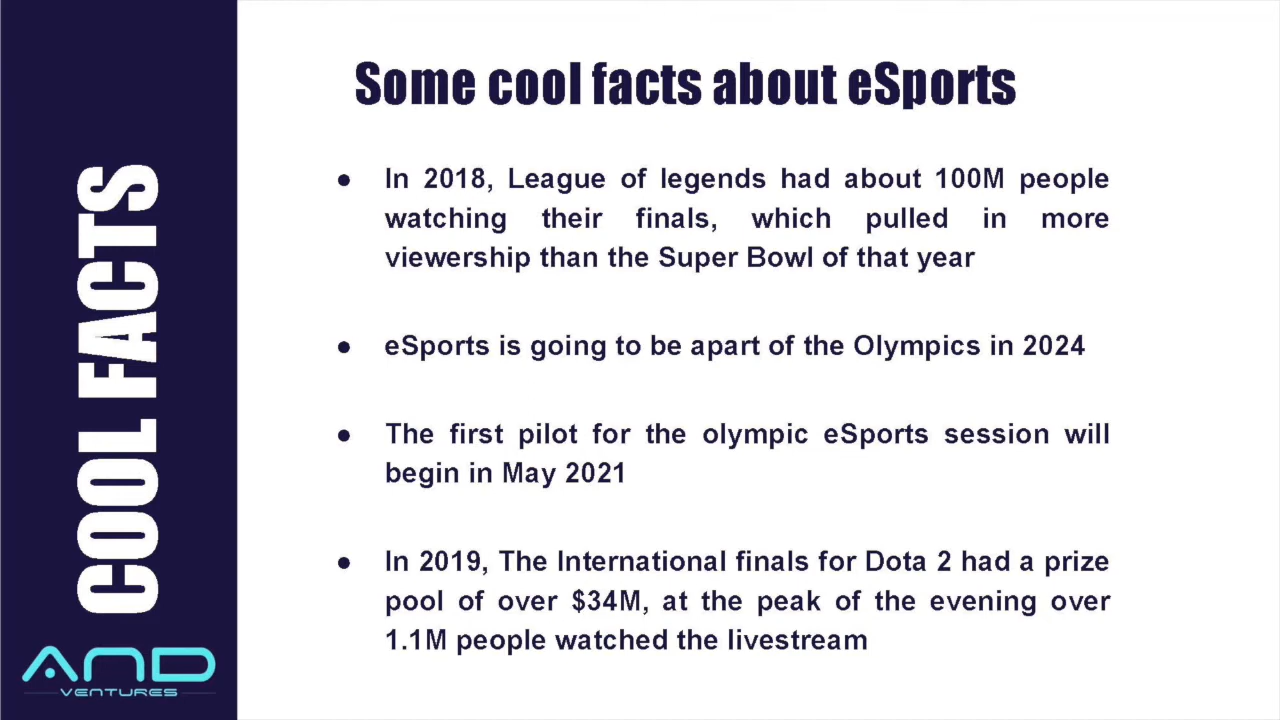 Some cool facts about eSports
COOL FACTS
● In 2018, League of legends had about 100M people
watching their finals, which pulled in more
viewership than the Super Bowl of that year
● eSports is going to be apart of the Olympics in 2024
● The first pilot for the olympic eSports session will
begin in May 2021
● In 2019, The International finals for Dota 2 had a prize
pool of over $34M, at the peak of the evening over
1.1M people watched the livestream
AND
VENTURES